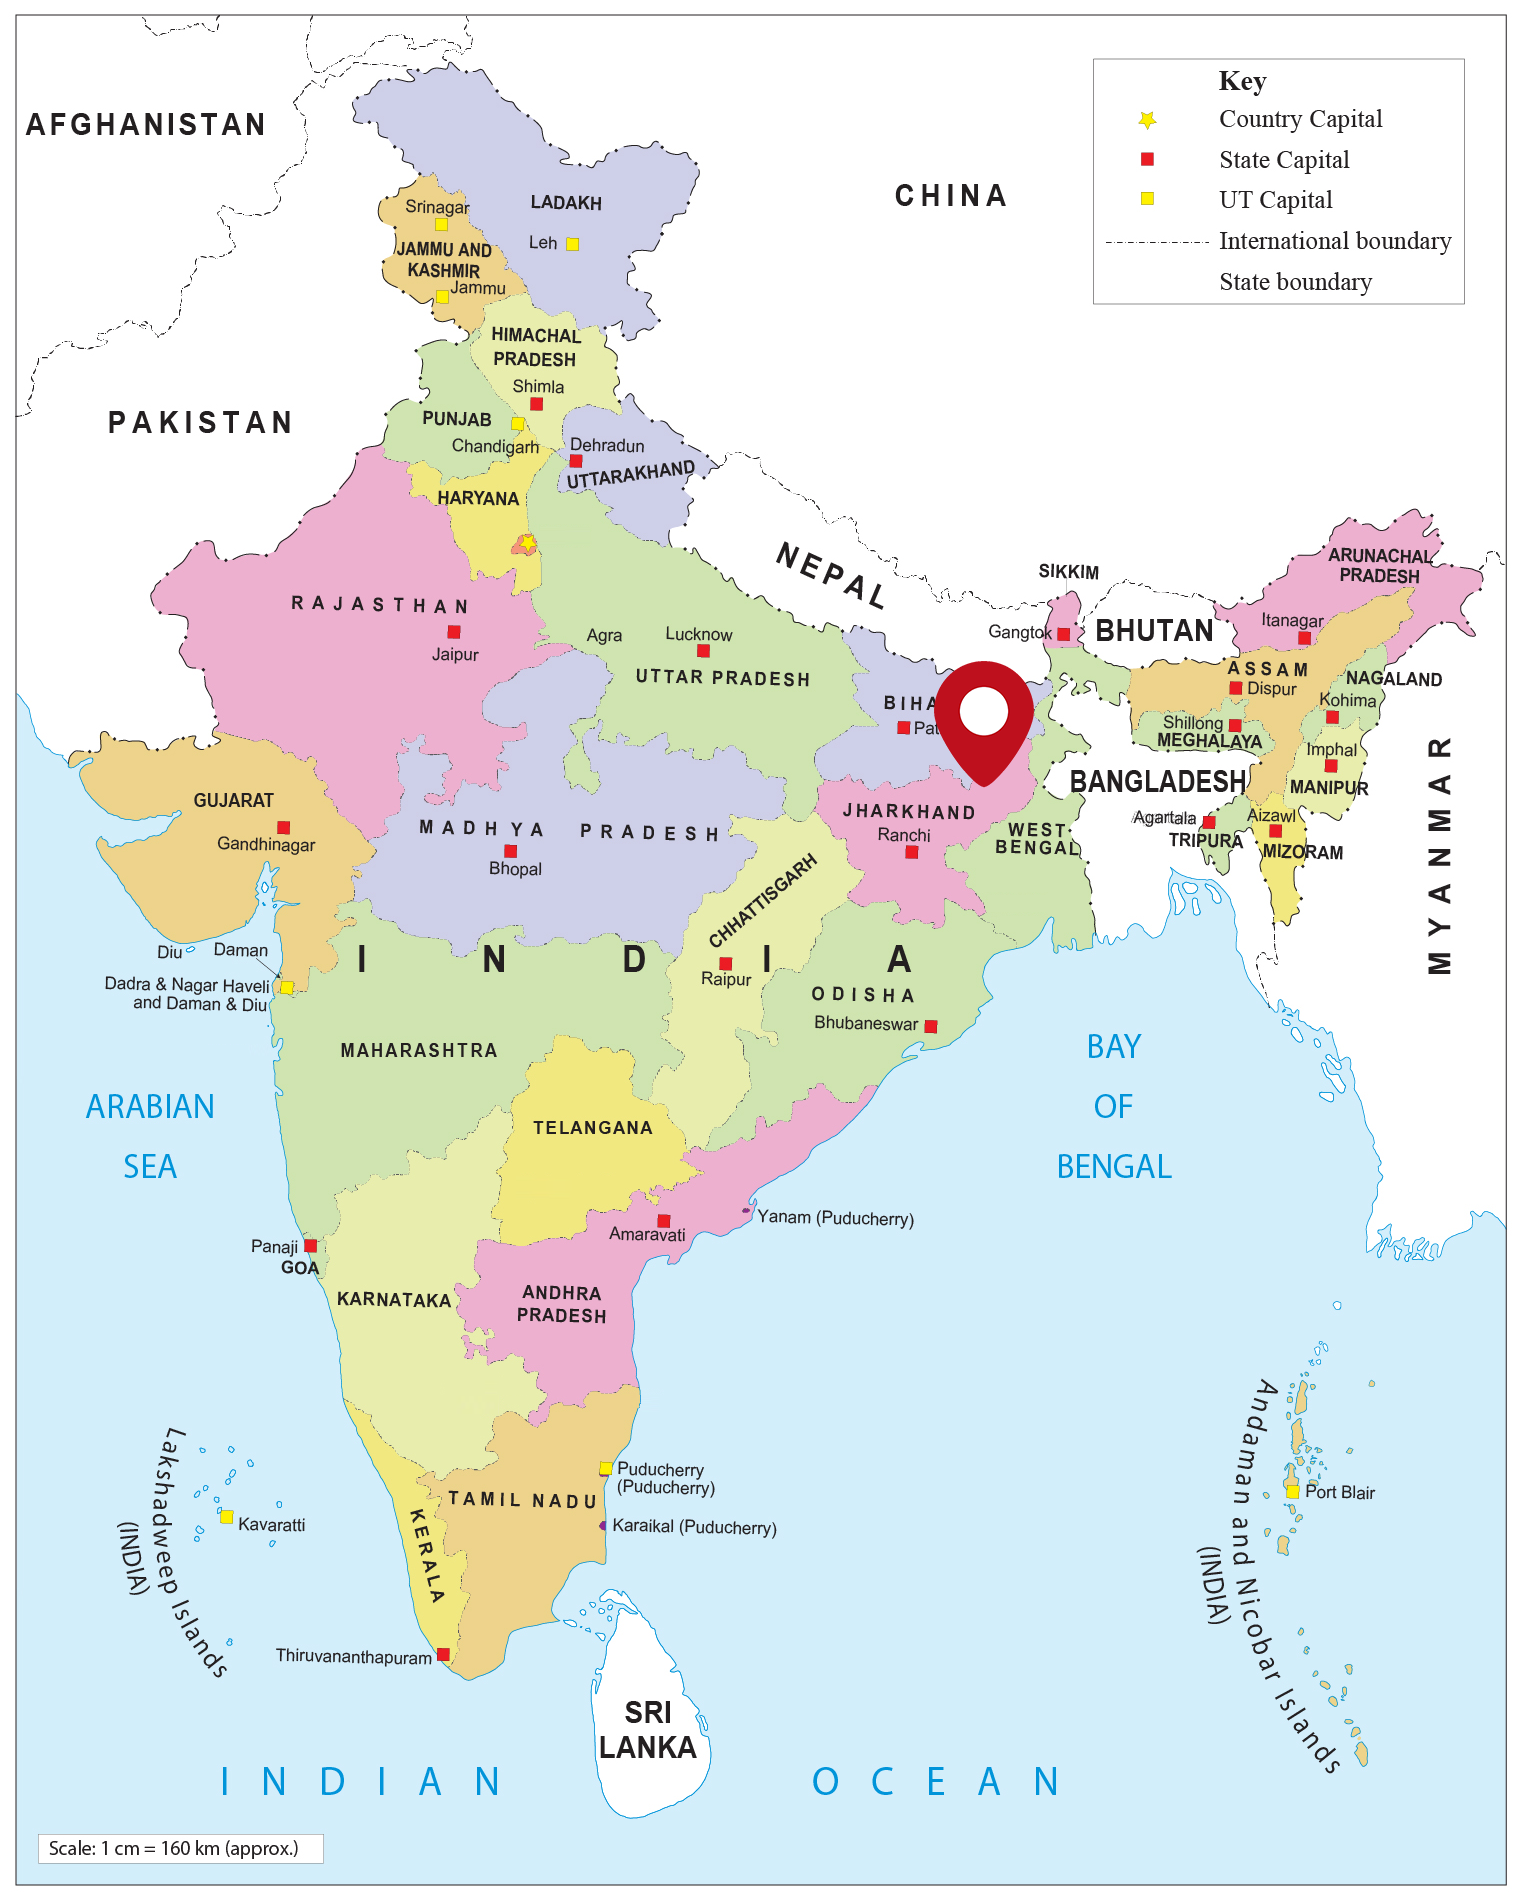 AFGHANISTAN
CHINA
PAKISTAN
NEPAL
BHUTAN
BANGLADESH
MYANMAR
SRI
LANKA
Key
Country Capital
State Capital
UT Capital
International boundary
State boundary
LADAKH
Leh
Srinagar
JAMMU AND
KASHMIR
Jammu
HIMACHAL
PRADESH
Shimla
PUNJAB
Chandigarh
Dehradun
UTTARAKHAND
HARYANA
RAJASTHAN
Jaipur
Agra
Lucknow
UTTAR PRADESH
SIKKIM
Gangtok
ARUNACHAL
PRADESH
Itanagar
ASSAM
Dispur
NAGALAND
Kohima
Shillong
MEGHALAYA
Imphal
MANIPUR
Agartala
TRIPURA
Aizawl
MIZORAM
BIHA
Pat
JHARKHAND
Ranchi
WEST
BENGAL
GUJARAT
Gandhinagar
MADHYA PRADESH
Bhopal
CHHATTISGARH
Raipur
INDIA
ODISHA
Bhubaneswar
Diu
Daman
Dadra & Nagar Haveli
and Daman & Diu
MAHARASHTRA
TELANGANA
ARABIAN
SEA
BAY
OF
BENGAL
Yanam (Puducherry)
Amaravati
ANDHRA
PRADESH
Panaji
GOA
KARNATAKA
Puducherry
(Puducherry)
TAMIL NADU
Karaikal (Puducherry)
KERALA
Thiruvananthapuram
Lakshadweep Islands
(INDIA)
Kavaratti
Andaman and Nicobar Islands
(INDIA)
Port Blair
INDIAN OCEAN
Scale: 1 cm = 160 km (approx.)